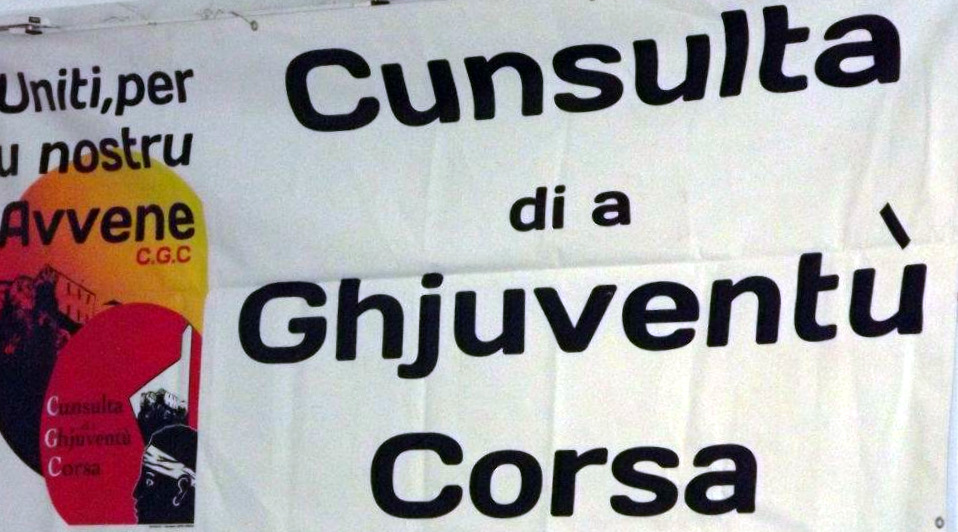 Uniti, per
u nostru
Avvene
C.G.C
Cunsulta
Ghjuventù
Corsa
Cunsulta
di a
Ghjuventù
Corsa